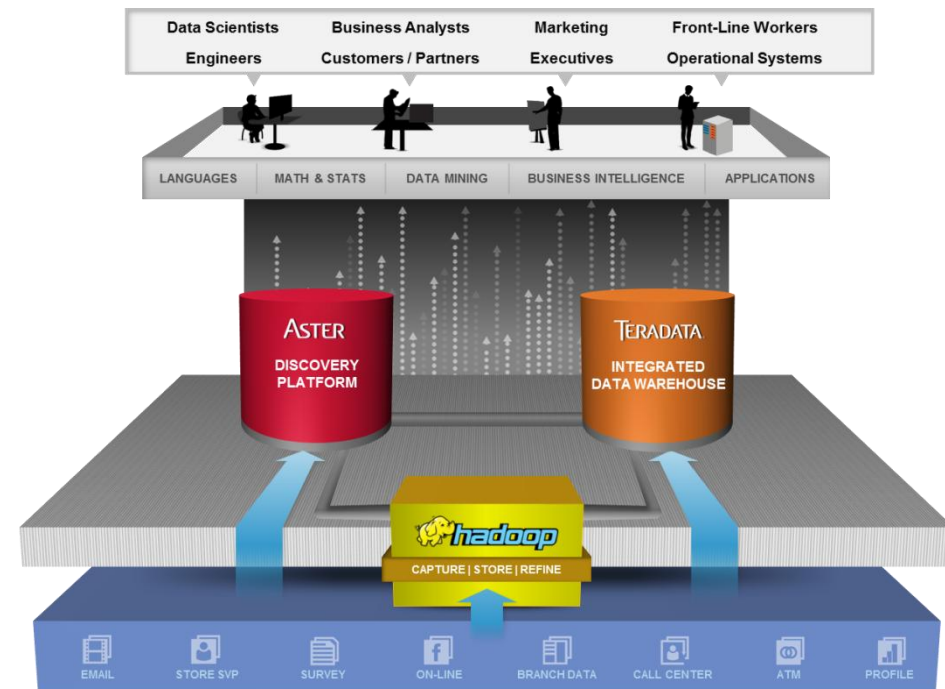 Data Scientists Business Analysts Marketing Front-Line Workers
Engineers Customers / Partners Executives Operational Systems
LANGUAGES MATH & STATS DATA MINING BUSINESS INTELLIGENCE APPLICATIONS
ASTER
DISCOVERY
PLATFORM
TERADATA
INTEGRATED
DATA WAREHOUSE
hadoop
CAPTURE | STORE | REFINE
EMAIL STORE SVP SURVEY ON-LINE BRANCH DATA CALL CENTER ATM PROFILE